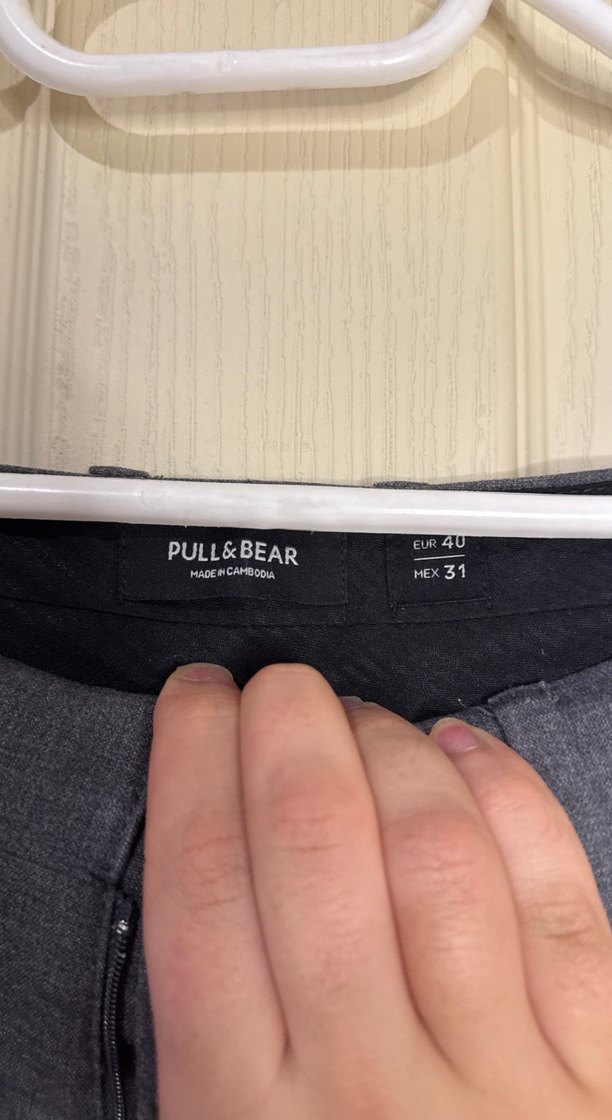 PULL&BEAR
MADE IN CAMBODIA
EUR 40
MEX 31